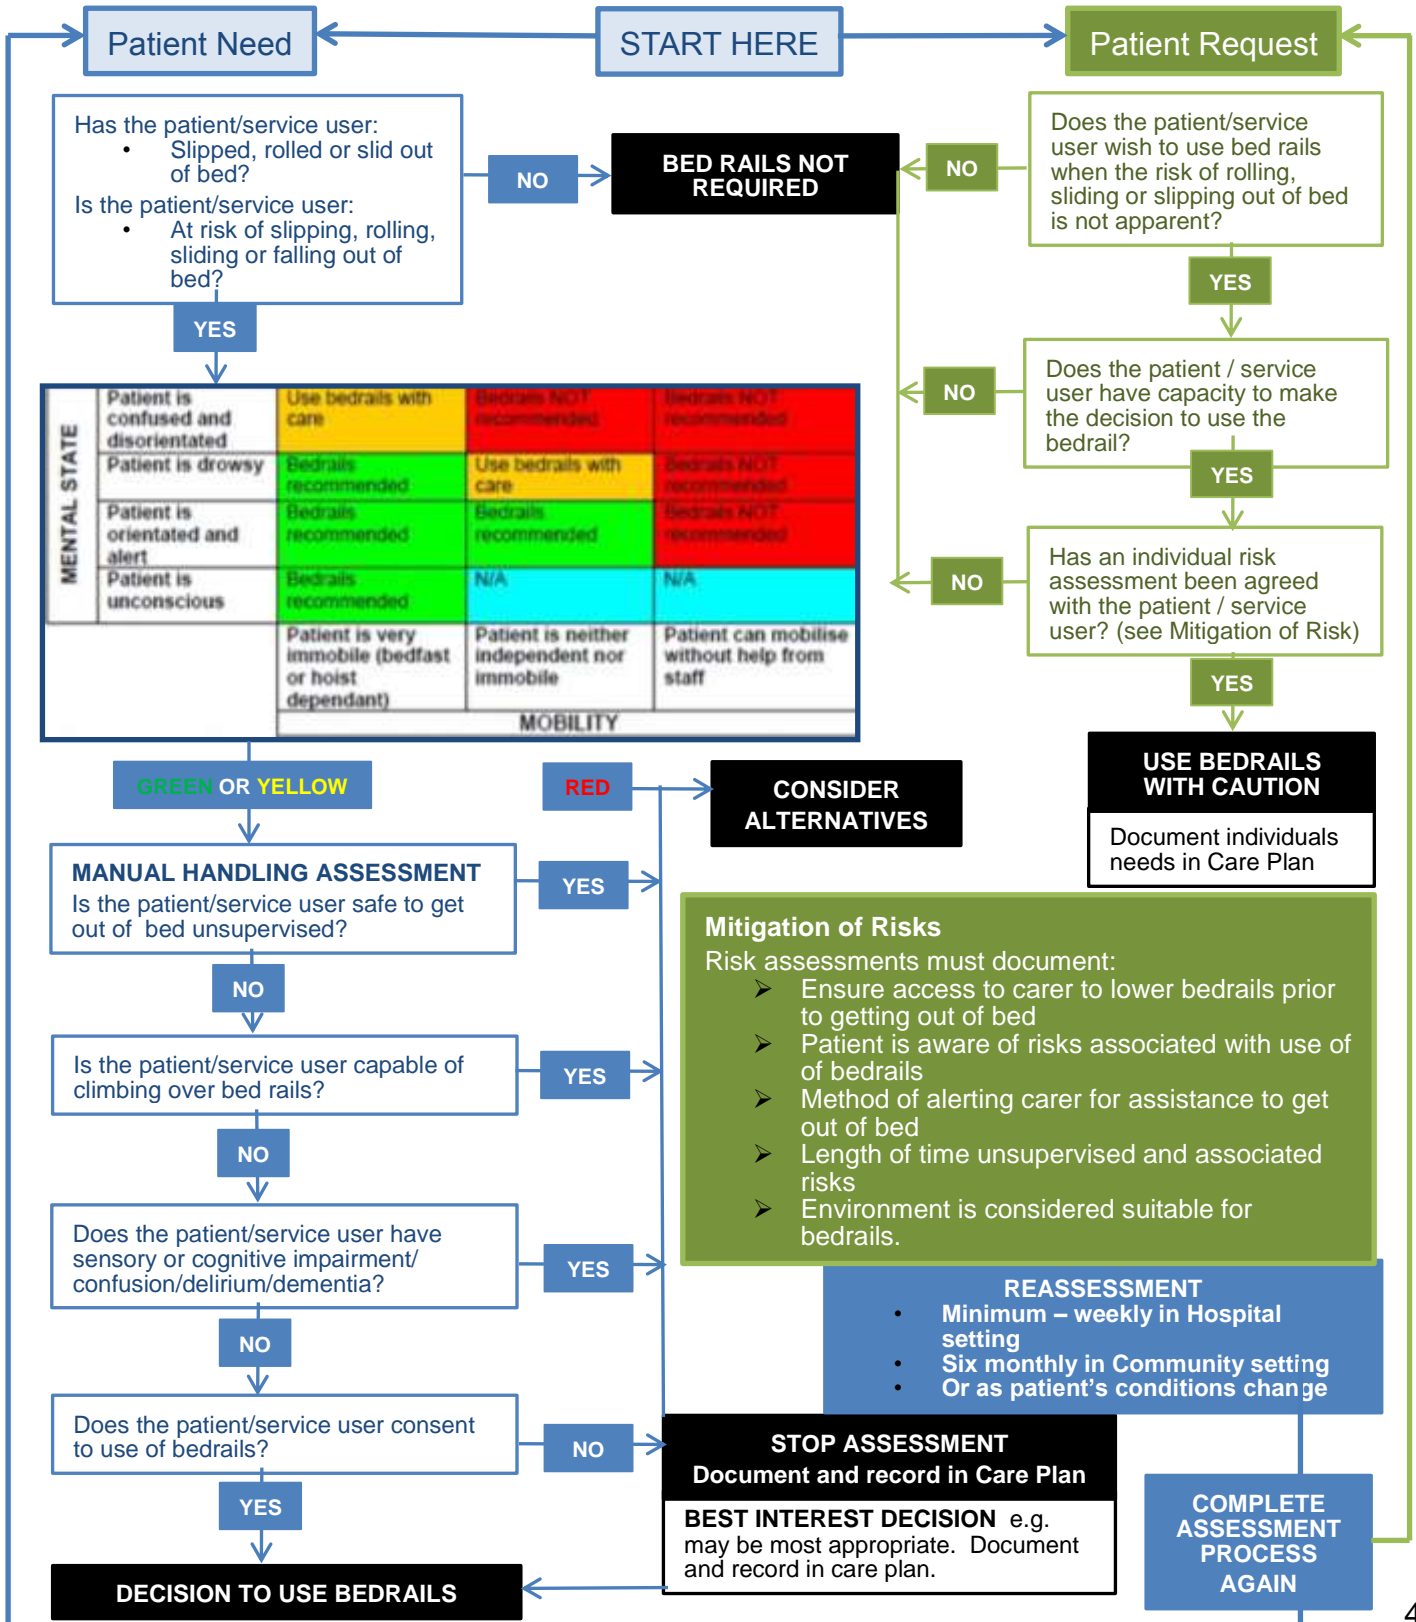 Patient Need
START HERE
Patient Request
Has the patient/service user:
• Slipped, rolled or slid out
of bed?
Is the patient/service user:
• At risk of slipping, rolling,
sliding or falling out of
bed?
NO
BED RAILS NOT
REQUIRED
NO
Does the patient/service
user wish to use bed rails
when the risk of rolling,
sliding or slipping out of bed
is not apparent?
YES
YES
NO
Does the patient / service
user have capacity to make
the decision to use the
bedrail?
YES
NO
Has an individual risk
assessment been agreed
with the patient / service
user? (see Mitigation of Risk)
YES
USE BEDRAILS
WITH CAUTION
Document individuals
needs in Care Plan
MENTAL STATE
Patient is
confused and
disorientated
Use bedrails with
care
Bedrails NOT
recommended
Bedrails NOT
recommended
Patient is drowsy
Bedrails
recommended
Use bedrails with
care
Bedrails NOT
recommended
Patient is
orientated and
alert
Bedrails
recommended
Bedrails
recommended
Bedrails NOT
recommended
Patient is
unconscious
Bedrails
recommended
N/A
N/A
Patient is very
immobile (bedfast
or hoist
dependant)
Patient is neither
independent nor
immobile
Patient can mobilise
without help from
staff
MOBILITY
GREEN OR YELLOW
RED
CONSIDER
ALTERNATIVES
MANUAL HANDLING ASSESSMENT
Is the patient/service user safe to get
out of bed unsupervised?
YES
NO
Is the patient/service user capable of
climbing over bed rails?
YES
NO
Does the patient/service user have
sensory or cognitive impairment/
confusion/delirium/dementia?
YES
NO
Does the patient/service user consent
to use of bedrails?
NO
YES
DECISION TO USE BEDRAILS
Mitigation of Risks
Risk assessments must document:
➢ Ensure access to carer to lower bedrails prior
to getting out of bed
➢ Patient is aware of risks associated with use of
of bedrails
➢ Method of alerting carer for assistance to get
out of bed
➢ Length of time unsupervised and associated
risks
➢ Environment is considered suitable for
bedrails.
REASSESSMENT
• Minimum – weekly in Hospital
setting
• Six monthly in Community setting
• Or as patient’s conditions change
STOP ASSESSMENT
Document and record in Care Plan
BEST INTEREST DECISION e.g.
may be most appropriate. Document
and record in care plan.
COMPLETE
ASSESSMENT
PROCESS
AGAIN
4